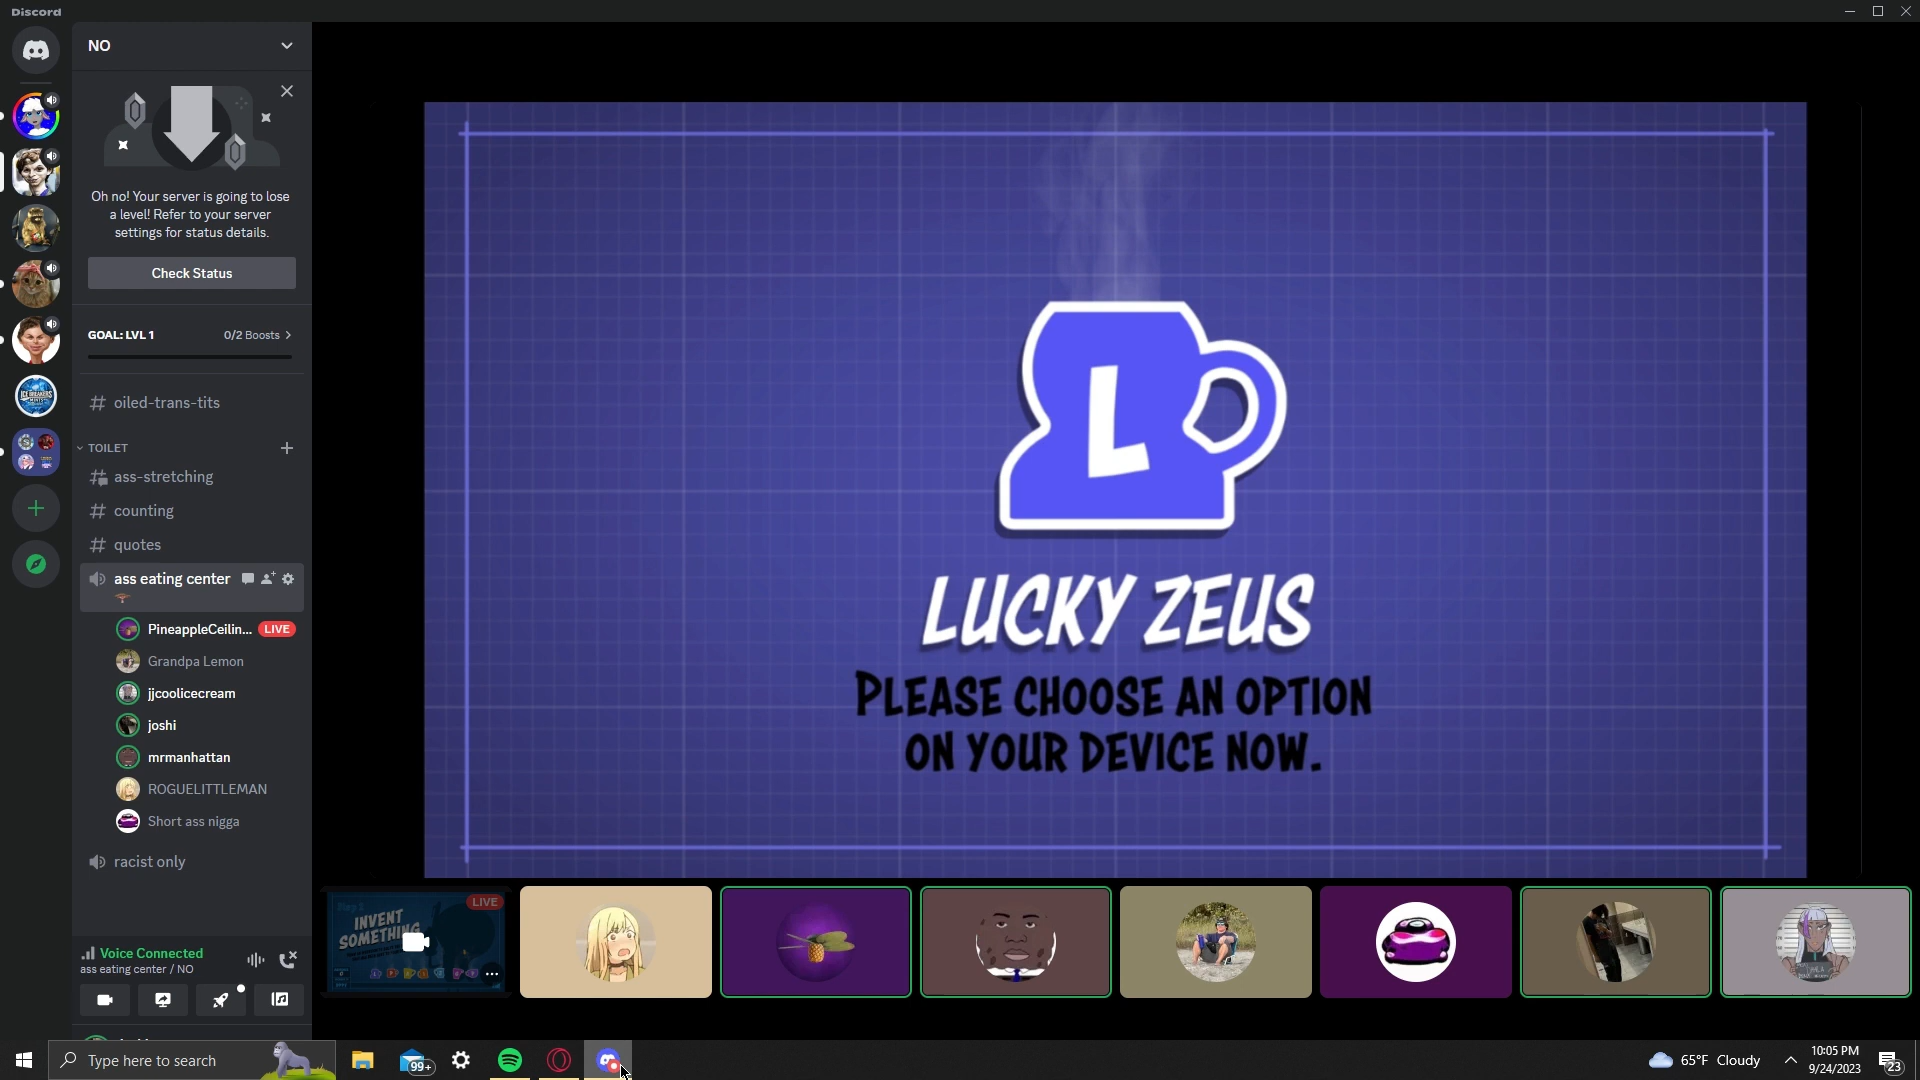 Discord
NO
Oh no! Your server is going to lose
a level! Refer to your server
settings for status details.
Check Status
GOAL: LVL 1
0/2 Boosts
oiled-trans-tits
TOILET
ass-stretching
counting
quotes
ass eating center
PineappleCeilin...
LIVE
Grandpa Lemon
jjcoolicecream
joshi
mrmanhattan
ROGUELITTLEMAN
Short ass nigga
racist only
Voice Connected
ass eating center / NO
ICE BREAKERS
L
LUCKY ZEUS
PLEASE CHOOSE AN OPTION
ON YOUR DEVICE NOW.
LIVE
INVENT
SOMETHING
Type here to search
99+
65°F Cloudy
10:05 PM
9/24/2023
23